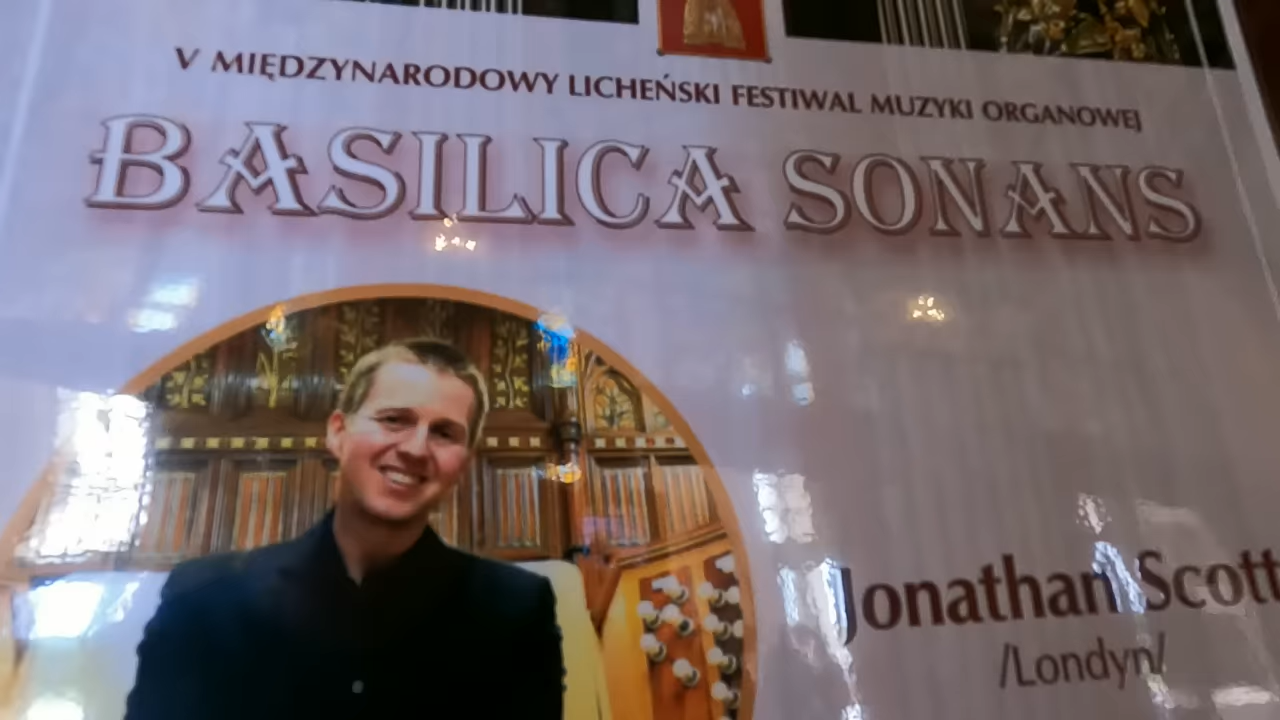 V MIĘDZYNARODOWY LICHEŃSKI FESTIWAL MUZYKI ORGANOWEJ
BASILICA SONANS
Jonathan Scott
/Londyn/